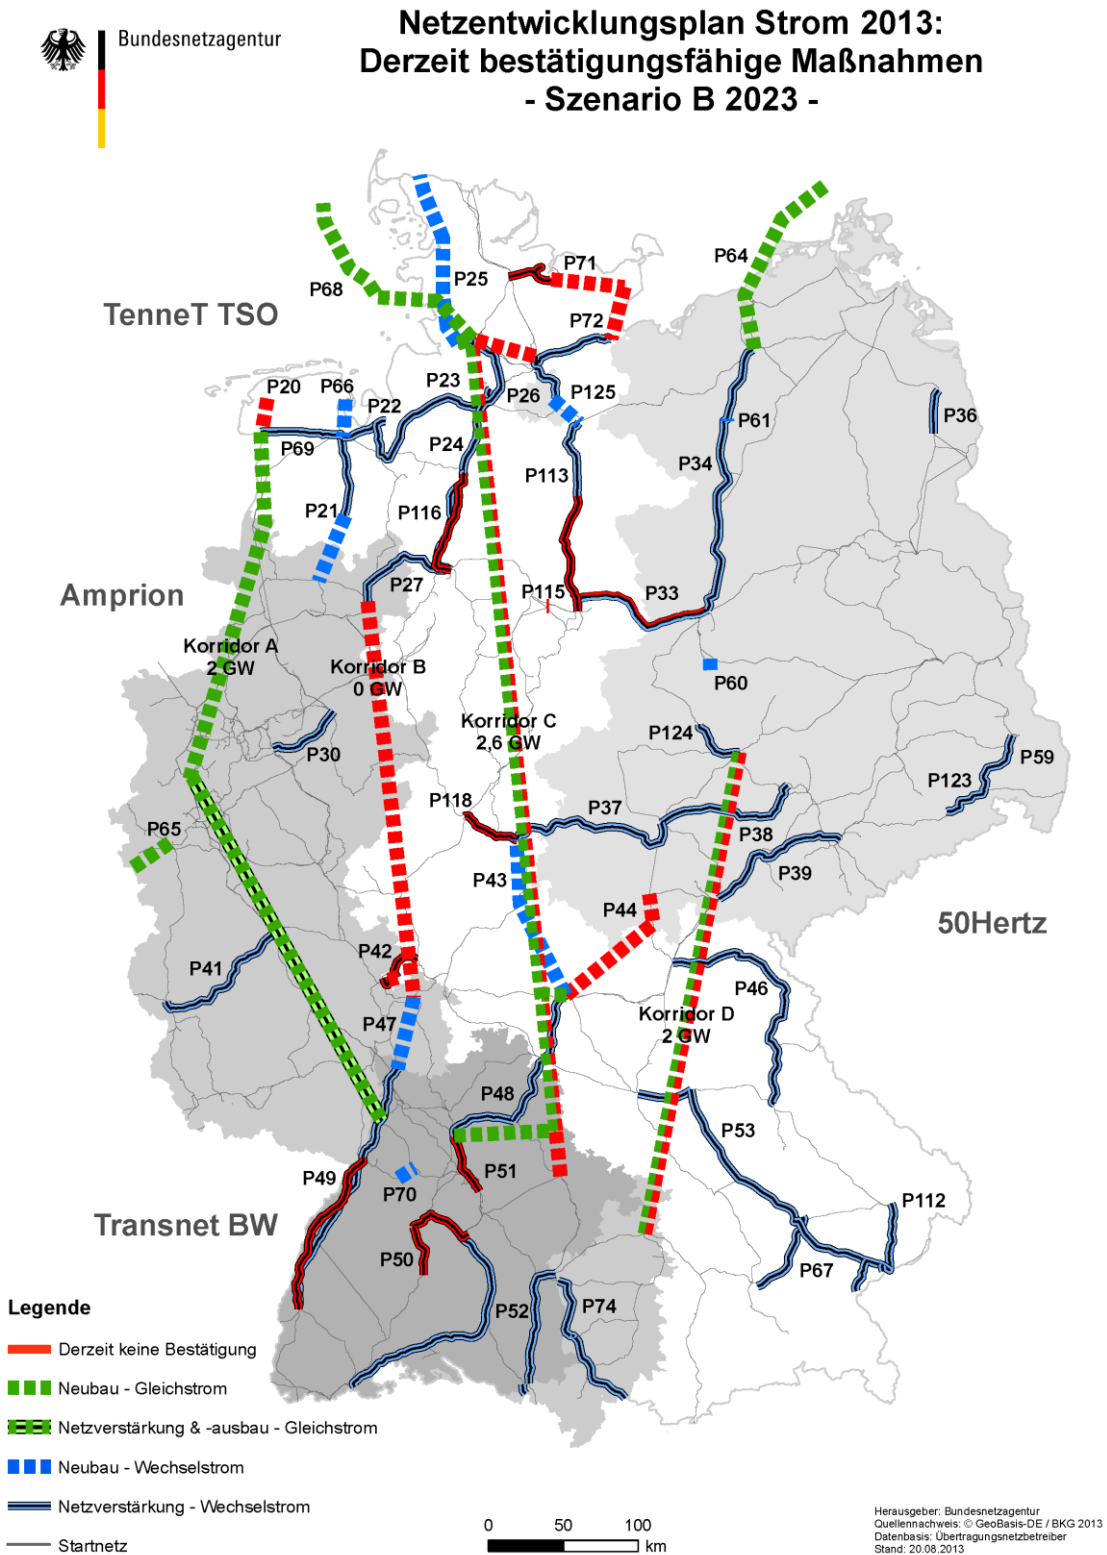 Bundesnetzagentur
Netzentwicklungsplan Strom 2013:
Derzeit bestätigungsfähige Maßnahmen
- Szenario B 2023 -
P68
P25
P71
P64
TenneT TSO
P72
P20
P66
P22
P23
P26
P125
P69
P24
P61
P36
P34
P21
P116
P113
P27
P115
P33
Amprion
Korridor A
2 GW
Korridor B
0 GW
P60
Korridor C
2,6 GW
P30
P124
P59
P123
P118
P37
P38
P65
P43
P39
P44
50Hertz
P42
P41
P46
P47
Korridor D
2 GW
P48
P53
P49
P51
P70
P112
Transnet BW
P50
P67
P52
P74
Legende
Derzeit keine Bestätigung
Neubau - Gleichstrom
Netzverstärkung & -ausbau - Gleichstrom
Neubau - Wechselstrom
Netzverstärkung - Wechselstrom
Startnetz
0 50 100
km
Herausgeber: Bundesnetzagentur
Quellennachweis: © GeoBasis-DE / BKG 2013
Datenbasis: Übertragungsnetzbetreiber
Stand: 20.08.2013